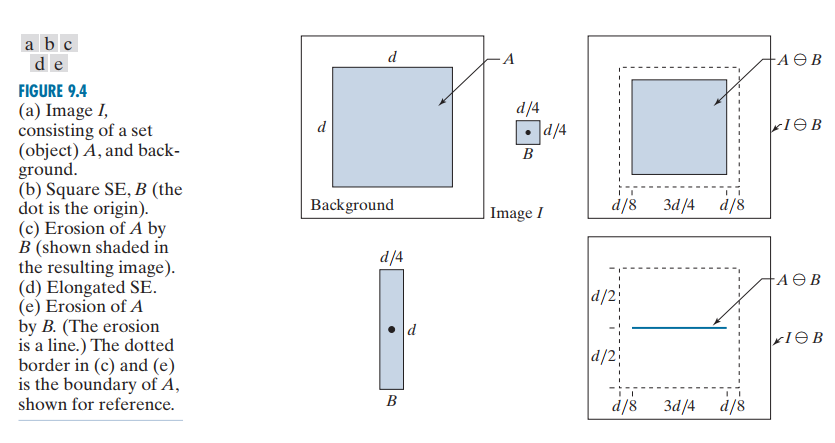 a b c
d e
FIGURE 9.4
(a) Image I,
consisting of a set
(object) A, and back-
ground.
(b) Square SE, B (the
dot is the origin).
(c) Erosion of A by
B (shown shaded in
the resulting image).
(d) Elongated SE.
(e) Erosion of A
by B. (The erosion
is a line.) The dotted
border in (c) and (e)
is the boundary of A,
shown for reference.
d
A
d
Background
Image I
d/4
d/4
B
A ⊖ B
I ⊖ B
d/8 3d/4 d/8
d/4
d
B
A ⊖ B
I ⊖ B
d/2
d/2
d/8 3d/4 d/8